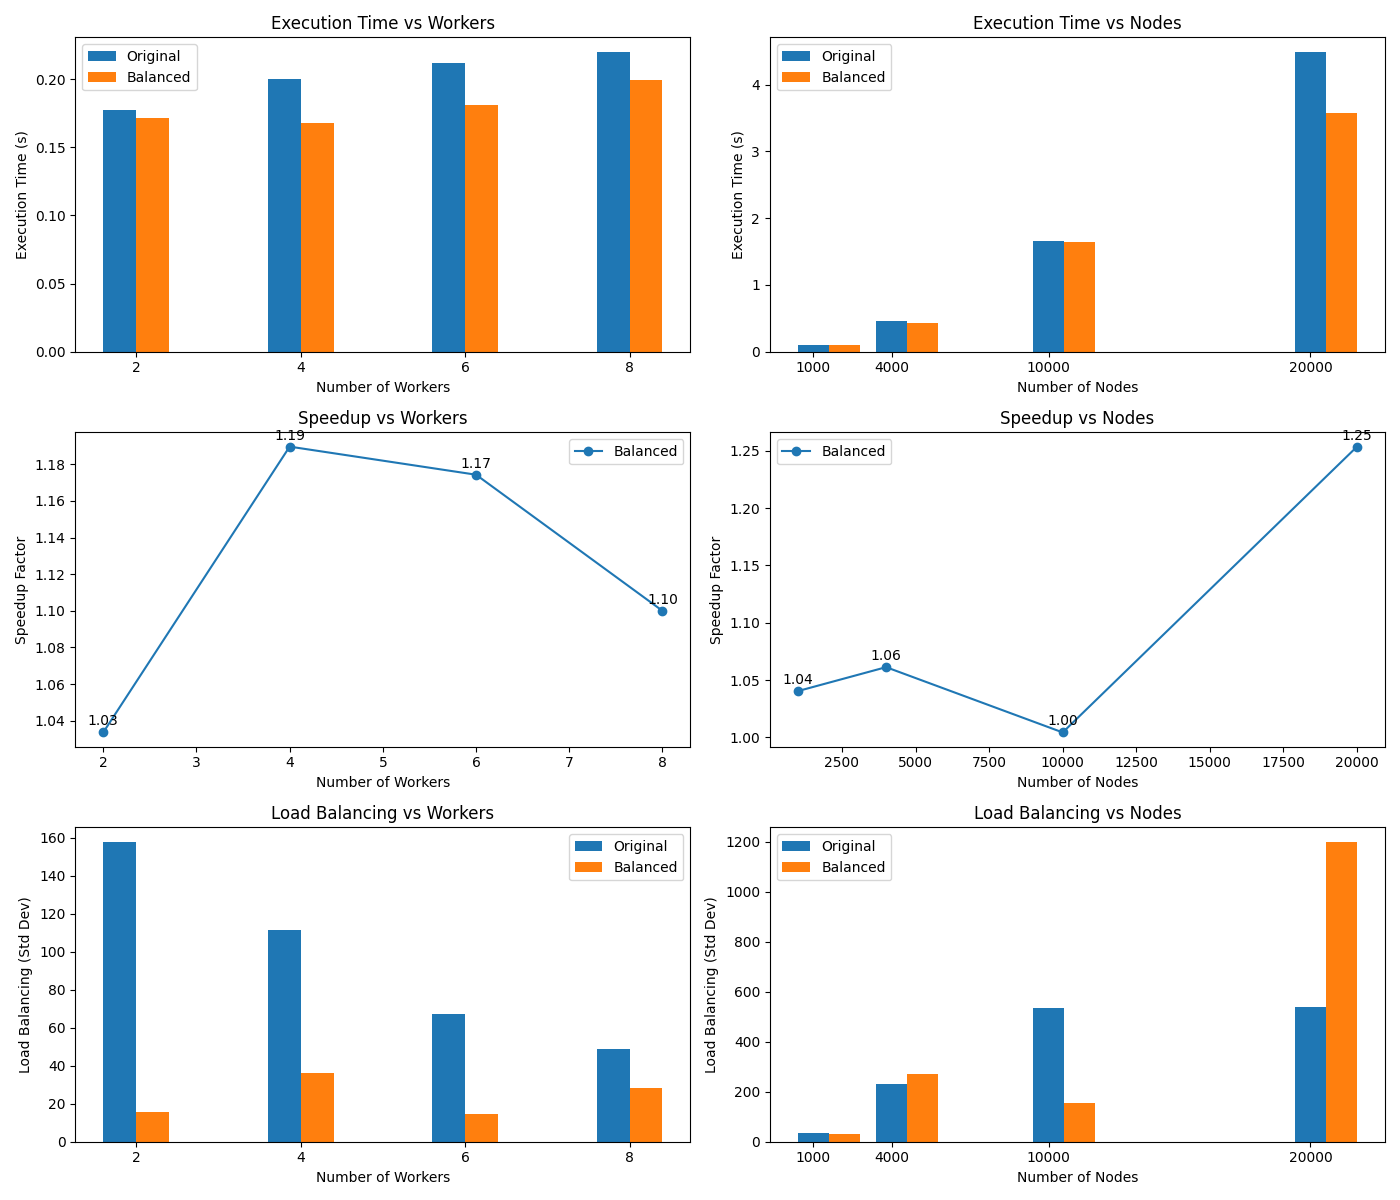 Execution Time vs Workers
Original
Balanced
Execution Time (s)
0.20
0.15
0.10
0.05
0.00
2 4 6 8
Number of Workers
Execution Time vs Nodes
Original
Balanced
Execution Time (s)
4
3
2
1
0
1000 4000 10000 20000
Number of Nodes
Speedup vs Workers
Balanced
Speedup Factor
1.18
1.16
1.14
1.12
1.10
1.08
1.06
1.04
1.03
1.19
1.17
1.10
2 3 4 5 6 7 8
Number of Workers
Speedup vs Nodes
Balanced
Speedup Factor
1.25
1.20
1.15
1.10
1.05
1.00
1.04
1.06
1.00
1.25
2500 5000 7500 10000 12500 15000 17500 20000
Number of Nodes
Load Balancing vs Workers
Original
Balanced
Load Balancing (Std Dev)
160
140
120
100
80
60
40
20
0
2 4 6 8
Number of Workers
Load Balancing vs Nodes
Original
Balanced
Load Balancing (Std Dev)
1200
1000
800
600
400
200
0
1000 4000 10000 20000
Number of Nodes